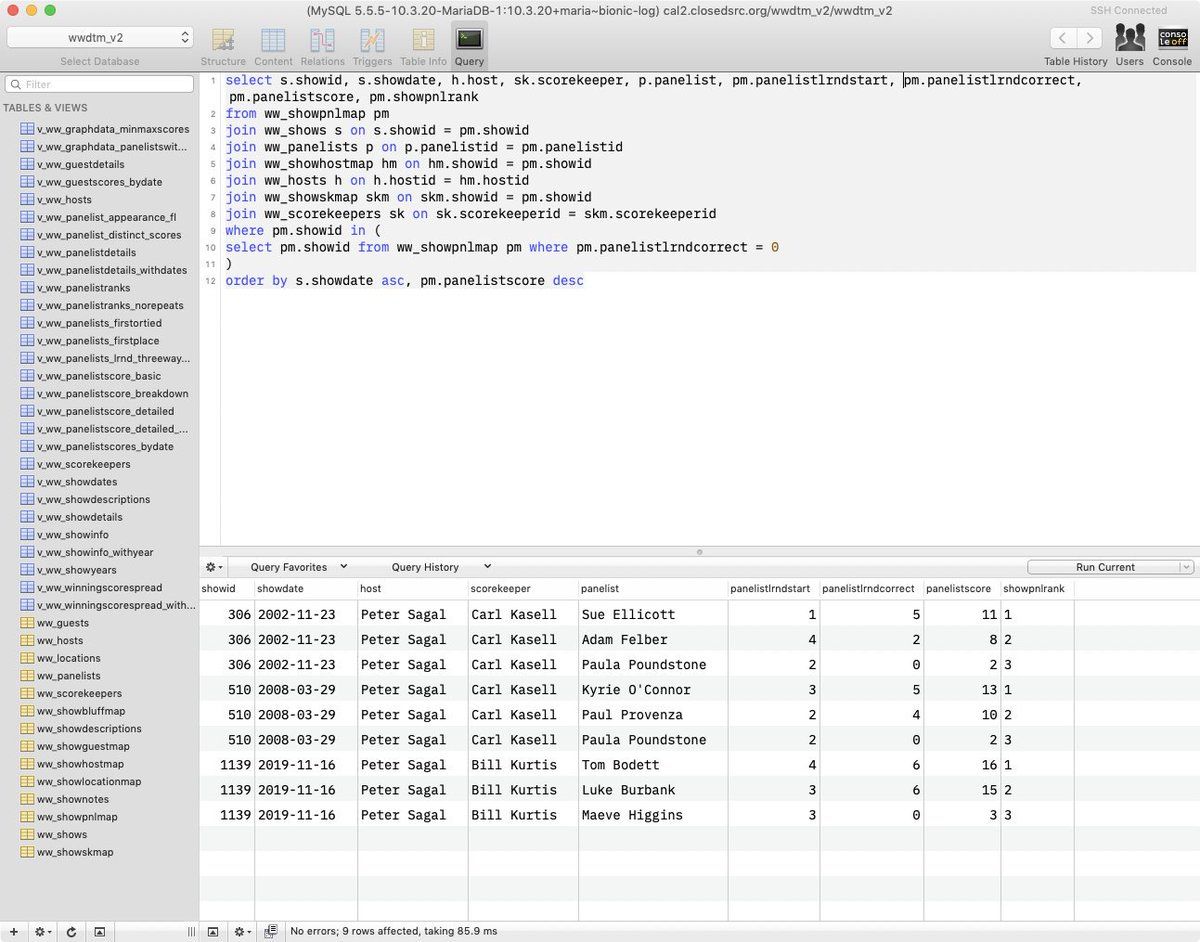 (MySQL 5.5.5-10.3.20-MariaDB-1:10.3.20+maria~bionic-log) cal2.closedsrc.org/wwdtm_v2/wwdtm_v2
SSH Connected
wwdtm_v2
Select Database
Structure Content Relations Triggers Table Info Query
conso
le off
Table History Users Console
Filter
TABLES & VIEWS
v_ww_graphdata_minmaxscores
v_ww_graphdata_panelistswit...
v_ww_guestdetails
v_ww_guestscores_bydate
v_ww_hosts
v_ww_panelist_appearance_fl
v_ww_panelist_distinct_scores
v_ww_panelistdetails
v_ww_panelistdetails_withdates
v_ww_panelistranks
v_ww_panelistranks_norepeats
v_ww_panelists_firstortied
v_ww_panelists_firstplace
v_ww_panelists_lrnd_threeway...
v_ww_panelistscore_basic
v_ww_panelistscore_breakdown
v_ww_panelistscore_detailed
v_ww_panelistscore_detailed_...
v_ww_panelistscores_bydate
v_ww_scorekeepers
v_ww_showdates
v_ww_showdescriptions
v_ww_showdetails
v_ww_showinfo
v_ww_showinfo_withyear
v_ww_showyears
v_ww_winningscorespread
v_ww_winningscorespread_with...
ww_guests
ww_hosts
ww_locations
ww_panelists
ww_scorekeepers
ww_showbluffmap
ww_showdescriptions
ww_showguestmap
ww_showhostmap
ww_showlocationmap
ww_shownotes
ww_showpnlmap
ww_shows
ww_showskmap
1 select s.showid, s.showdate, h.host, sk.scorekeeper, p.panelist, pm.panelistlrndstart, pm.panelistlrndcorrect,
pm.panelistscore, pm.showpnlrank
2 from ww_showpnlmap pm
3 join ww_shows s on s.showid = pm.showid
4 join ww_panelists p on p.panelistid = pm.panelistid
5 join ww_showhostmap hm on hm.showid = pm.showid
6 join ww_hosts h on h.hostid = hm.hostid
7 join ww_showskmap skm on skm.showid = pm.showid
8 join ww_scorekeepers sk on sk.scorekeeperid = skm.scorekeeperid
9 where pm.showid in (
10 select pm.showid from ww_showpnlmap pm where pm.panelistlrndcorrect = 0
11 )
12 order by s.showdate asc, pm.panelistscore desc
Query Favorites Query History Run Current
showid showdate host scorekeeper panelist panelistlrndstart panelistlrndcorrect panelistscore showpnlrank
306 2002-11-23 Peter Sagal Carl Kasell Sue Ellicott 1 5 11 1
306 2002-11-23 Peter Sagal Carl Kasell Adam Felber 4 2 8 2
306 2002-11-23 Peter Sagal Carl Kasell Paula Poundstone 2 0 2 3
510 2008-03-29 Peter Sagal Carl Kasell Kyrie O'Connor 3 5 13 1
510 2008-03-29 Peter Sagal Carl Kasell Paul Provenza 2 4 10 2
510 2008-03-29 Peter Sagal Carl Kasell Paula Poundstone 2 0 2 3
1139 2019-11-16 Peter Sagal Bill Kurtis Tom Bodett 4 6 16 1
1139 2019-11-16 Peter Sagal Bill Kurtis Luke Burbank 3 6 15 2
1139 2019-11-16 Peter Sagal Bill Kurtis Maeve Higgins 3 0 3 3
No errors; 9 rows affected, taking 85.9 ms